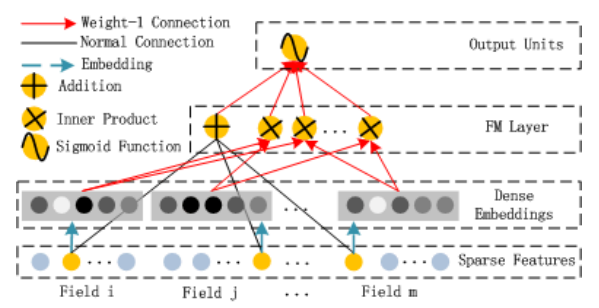 Weight-1 Connection
Normal Connection
Embedding
Addition
Inner Product
Sigmoid Function
Output Units
...
FM Layer
...
Dense
Embeddings
... ... ...
Sparse Features
Field i Field j ... Field m